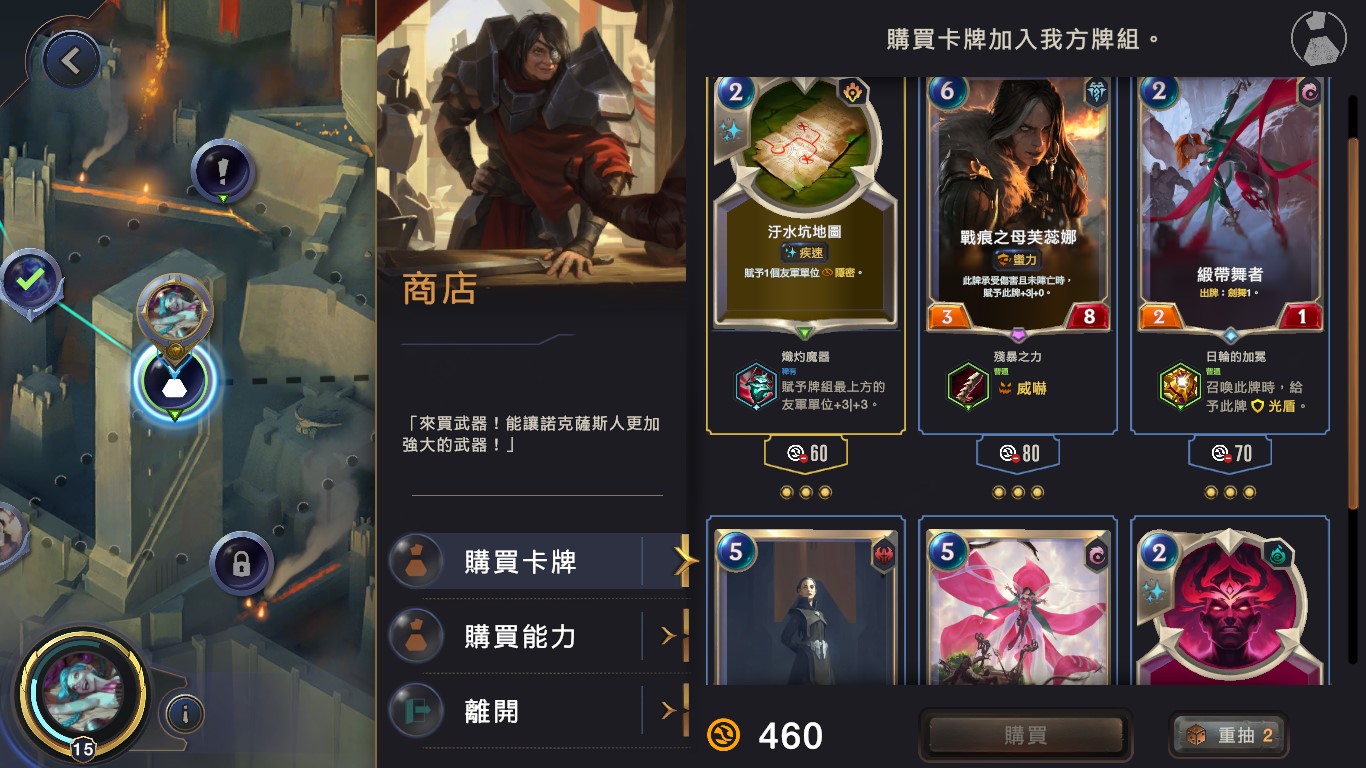 購買卡牌加入我方牌組。
2
汙水坑地圖
疾速
賦予1個友軍單位 隱密。
熾灼魔器
稀有
賦予牌組最上方的
友軍單位+3|+3。
60
6
戰痕之母芙蕊娜
蠻力
此牌承受傷害且未陣亡時，
賦予此牌+3|+0。
3
8
殘暴之力
普通
威嚇
80
2
緞帶舞者
出牌：劍舞1。
2
1
日輪的加冕
普通
召喚此牌時，給
予此牌 光盾。
70
5
5
2
商店
「來買武器！能讓諾克薩斯人更加
強大的武器！」
購買卡牌
購買能力
離開
15
460
購買
重抽 2